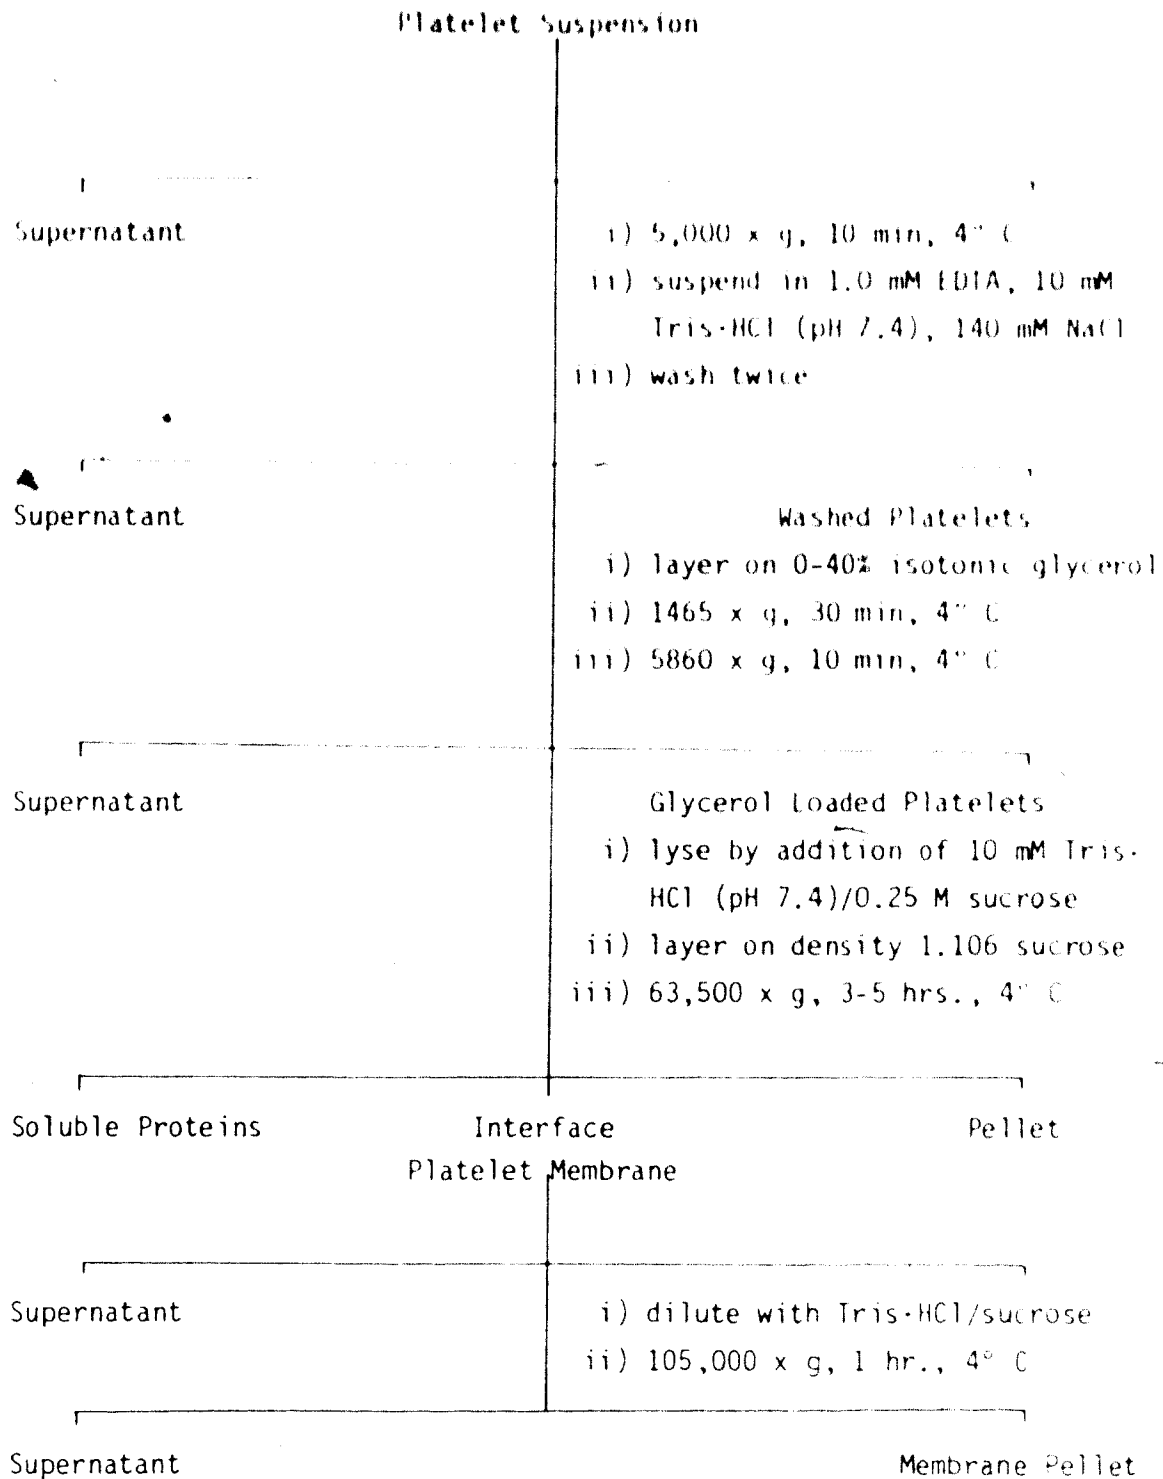 Platelet Suspension
Supernatant
i) 5,000 x g, 10 min, 4° C
ii) suspend in 1.0 mM EDTA, 10 mM
Tris·HCl (pH 7.4), 140 mM NaCl
iii) wash twice
Supernatant
Washed Platelets
i) layer on 0-40% isotonic glycerol
ii) 1465 x g, 30 min, 4° C
iii) 5860 x g, 10 min, 4° C
Supernatant
Glycerol Loaded Platelets
i) lyse by addition of 10 mM Tris·
HCl (pH 7.4)/0.25 M sucrose
ii) layer on density 1.106 sucrose
iii) 63,500 x g, 3-5 hrs., 4° C
Soluble Proteins Interface Pellet
Platelet Membrane
Supernatant
i) dilute with Tris·HCl/sucrose
ii) 105,000 x g, 1 hr., 4° C
Supernatant Membrane Pellet